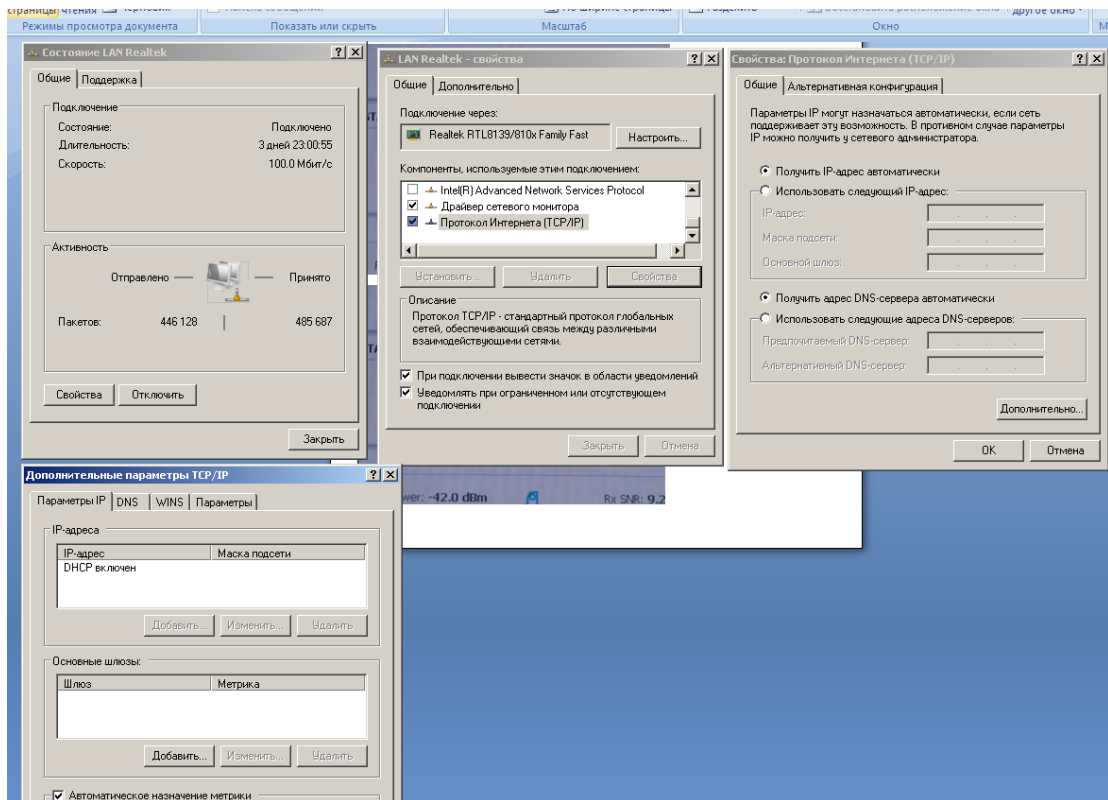 страницы чтения Черновик
Режимы просмотра документа
Показать или скрыть
Масштаб
Окно
Состояние LAN Realtek
Общие
Поддержка
Подключение
Состояние: Подключено
Длительность: 3 дней 23:00:55
Скорость: 100.0 Мбит/с
Активность
Отправлено
Принято
Пакетов: 446 128 485 687
Свойства
Отключить
Закрыть
LAN Realtek - свойства
Общие
Дополнительно
Подключение через:
Realtek RTL8139/810x Family Fast
Настроить...
Компоненты, используемые этим подключением:
Intel(R) Advanced Network Services Protocol
Драйвер сетевого монитора
Протокол Интернета (TCP/IP)
Установить...
Удалить
Свойства
Описание
Протокол TCP/IP - стандартный протокол глобальных
сетей, обеспечивающий связь между различными
взаимодействующими сетями.
При подключении вывести значок в области уведомлений
Уведомлять при ограниченном или отсутствующем
подключении
Закрыть
Отмена
Свойства: Протокол Интернета (TCP/IP)
Общие
Альтернативная конфигурация
Параметры IP могут назначаться автоматически, если сеть
поддерживает эту возможность. В противном случае параметры
IP можно получить у сетевого администратора.
Получить IP-адрес автоматически
Использовать следующий IP-адрес:
IP-адрес:
Маска подсети:
Основной шлюз:
Получить адрес DNS-сервера автоматически
Использовать следующие адреса DNS-серверов:
Предпочитаемый DNS-сервер:
Альтернативный DNS-сервер:
Дополнительно...
OK
Отмена
Дополнительные параметры TCP/IP
Параметры IP
DNS
WINS
Параметры
IP-адреса
IP-адрес
Маска подсети
DHCP включен
Добавить...
Изменить...
Удалить
Основные шлюзы:
Шлюз
Метрика
Добавить...
Изменить...
Удалить
Автоматическое назначение метрики
wer: -42.0 dBm
Rx SNR: 9.2